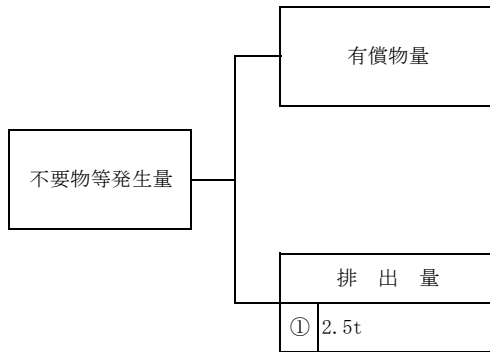 有償物量
不要物等発生量
排 出 量
① 2.5t